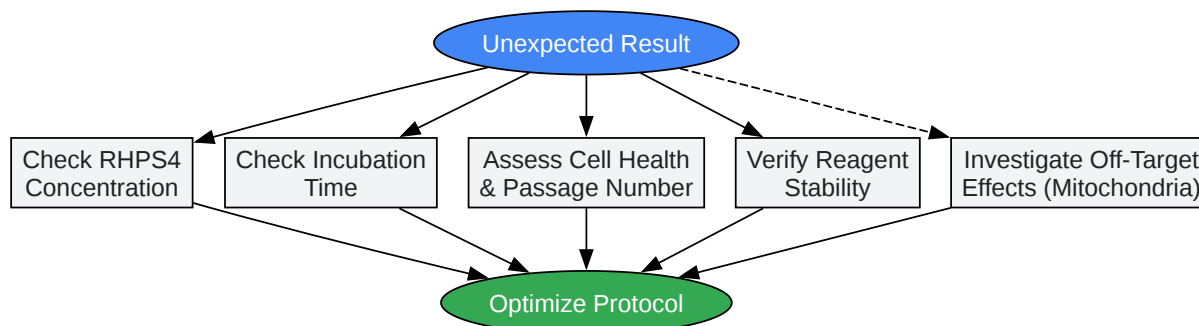 Unexpected Result
Check RHPS4
Concentration
Check Incubation
Time
Assess Cell Health
& Passage Number
Verify Reagent
Stability
Investigate Off-Target
Effects (Mitochondria)
Optimize Protocol